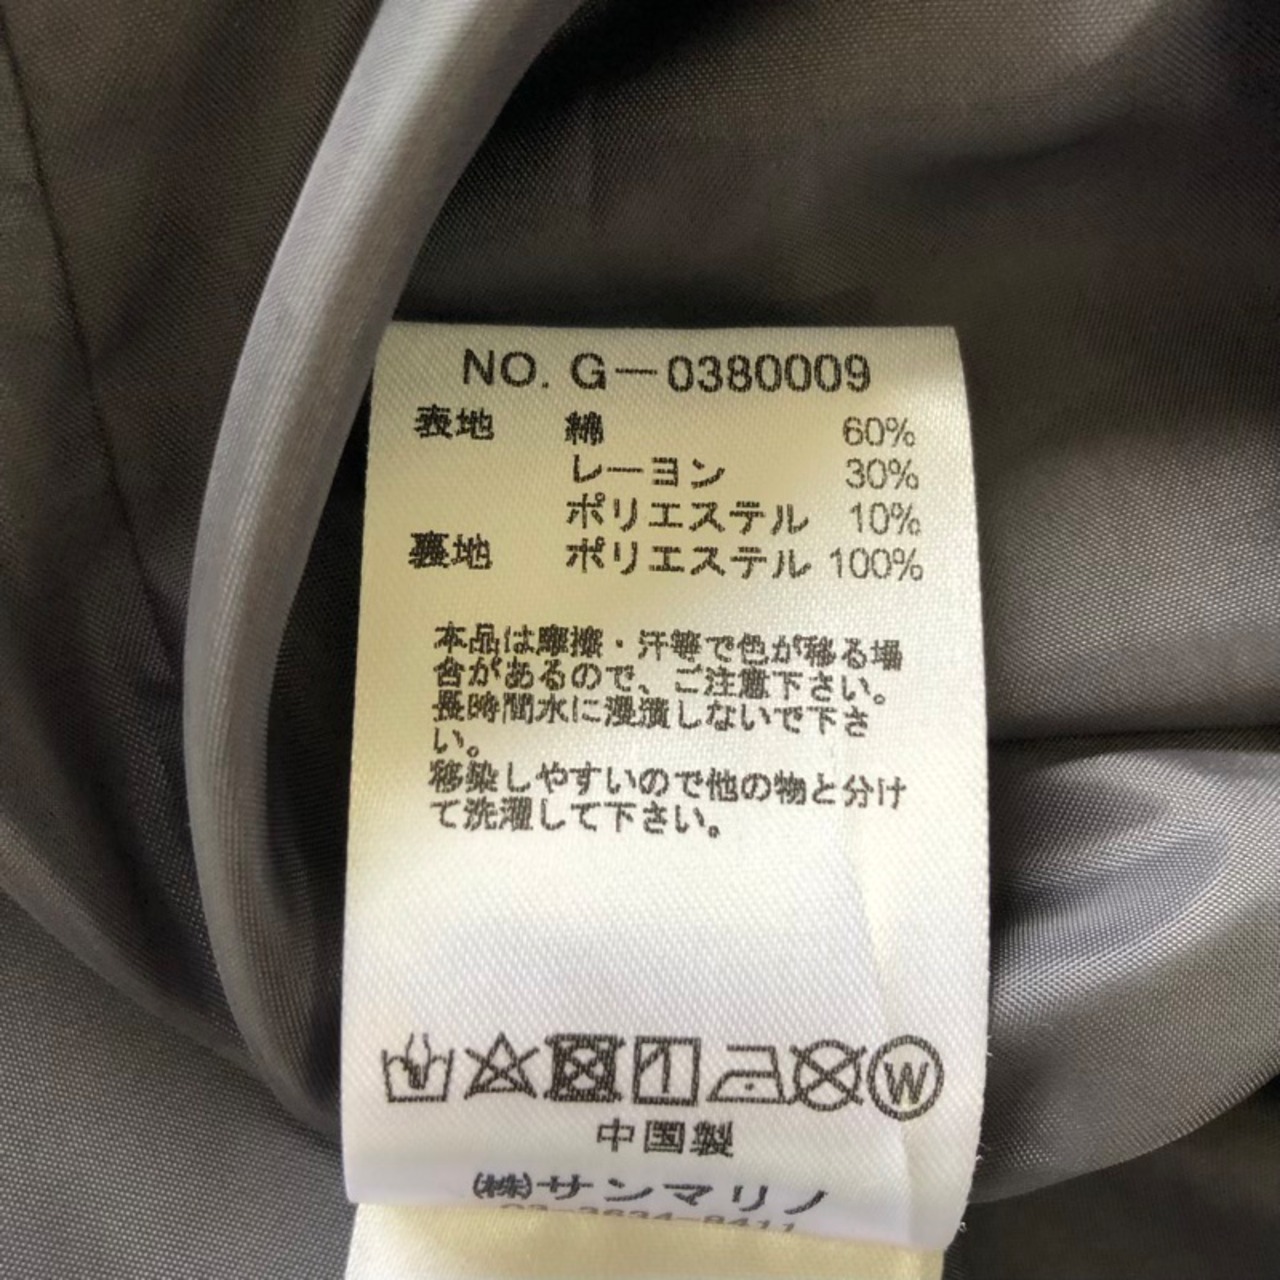 NO. G-0380009
表地 綿 60%
レーヨン 30%
ポリエステル 10%
裏地 ポリエステル 100%
本品は摩擦・汗等で色が移る場
合があるので、ご注意下さい。
長時間水に浸漬しないで下さ
い。
移染しやすいので他の物と分け
て洗濯して下さい。
W
中国製
(株)サンマリノ
03-3634-8411